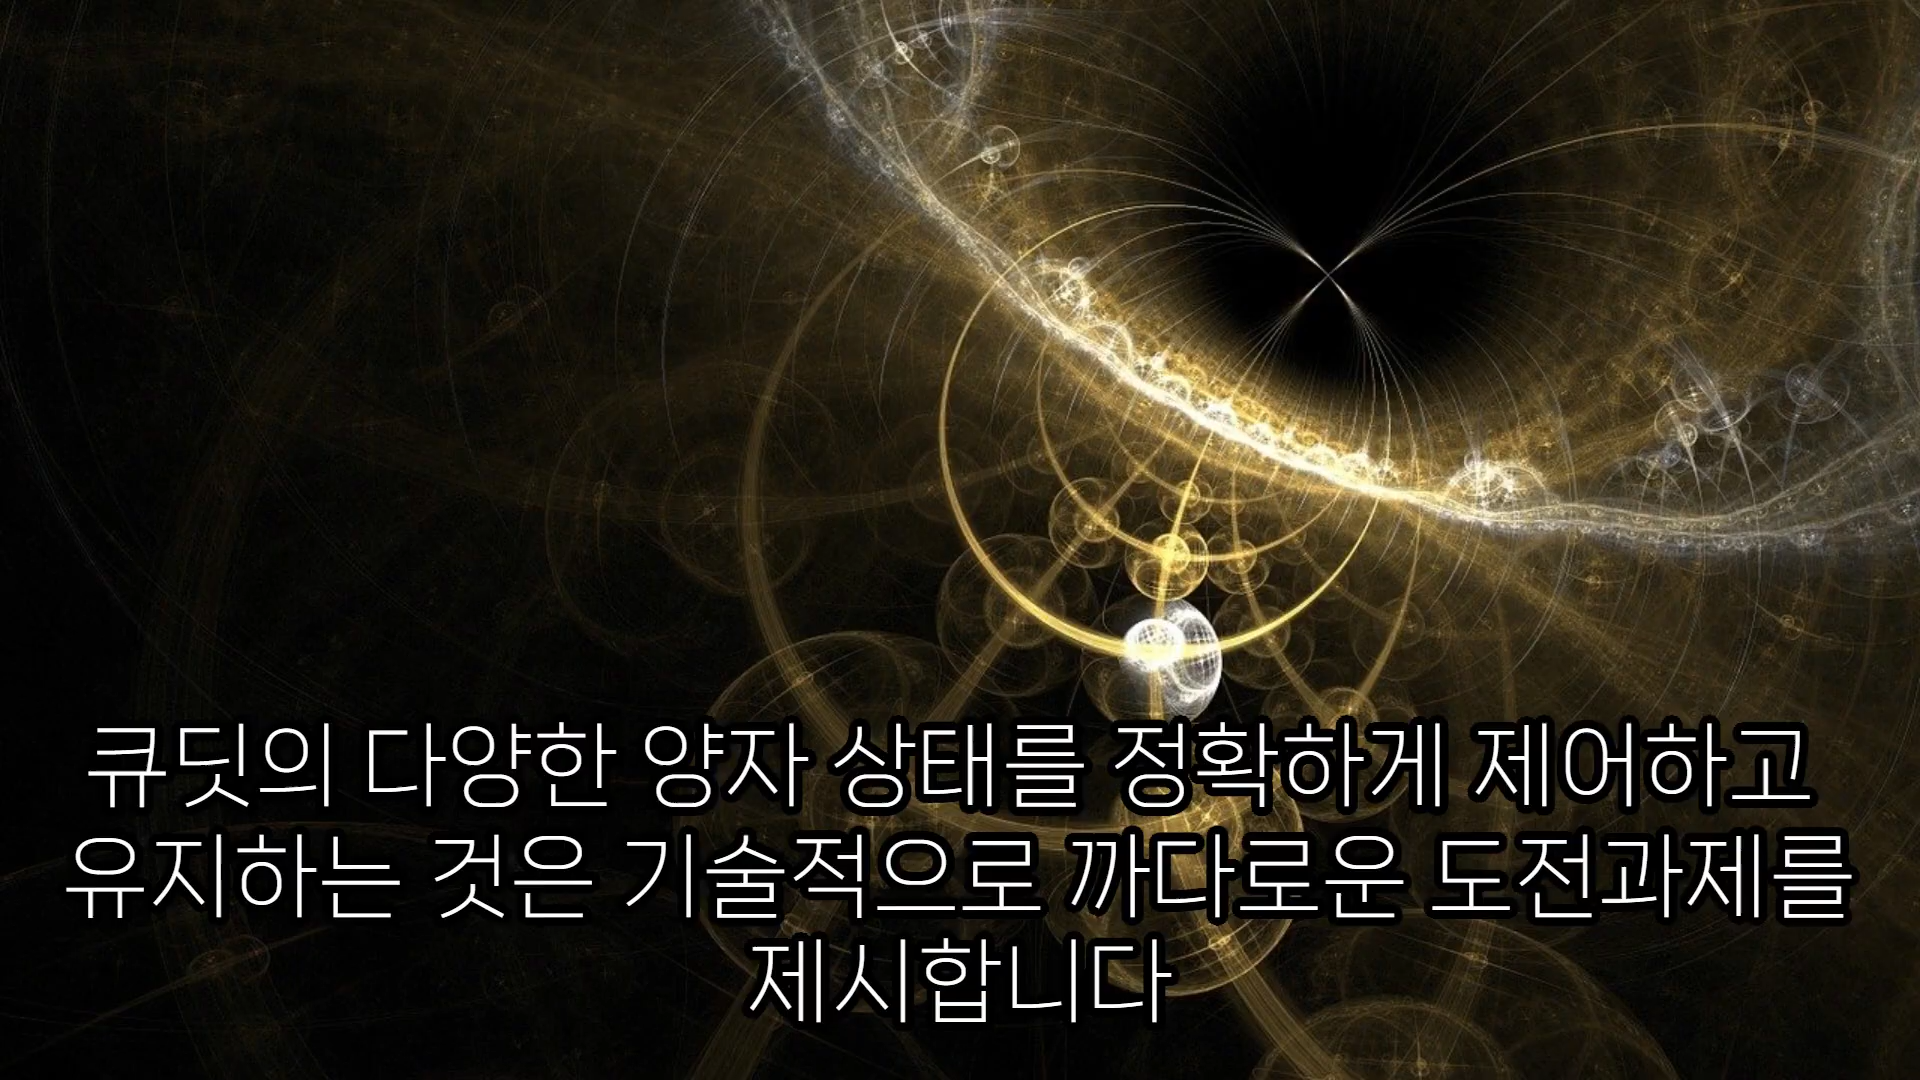 큐딧의 다양한 양자 상태를 정확하게 제어하고
유지하는 것은 기술적으로 까다로운 도전과제를
제시합니다